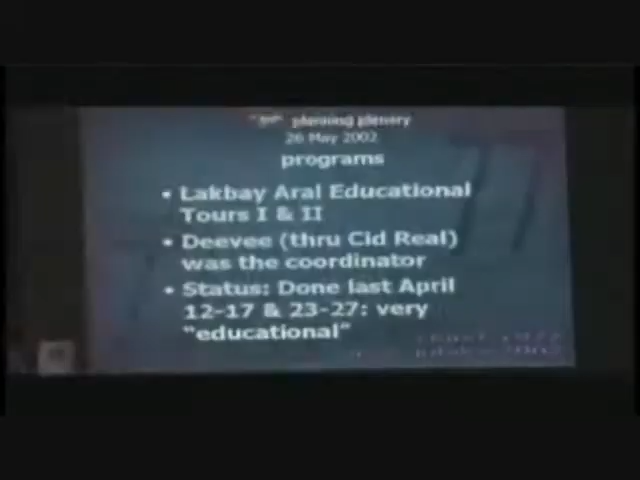 planning plenary
26 May 2002
programs
• Lakbay Aral Educational
Tours I & II
• Deevee (thru Cid Real)
was the coordinator
• Status: Done last April
12-17 & 23-27: very
"educational"